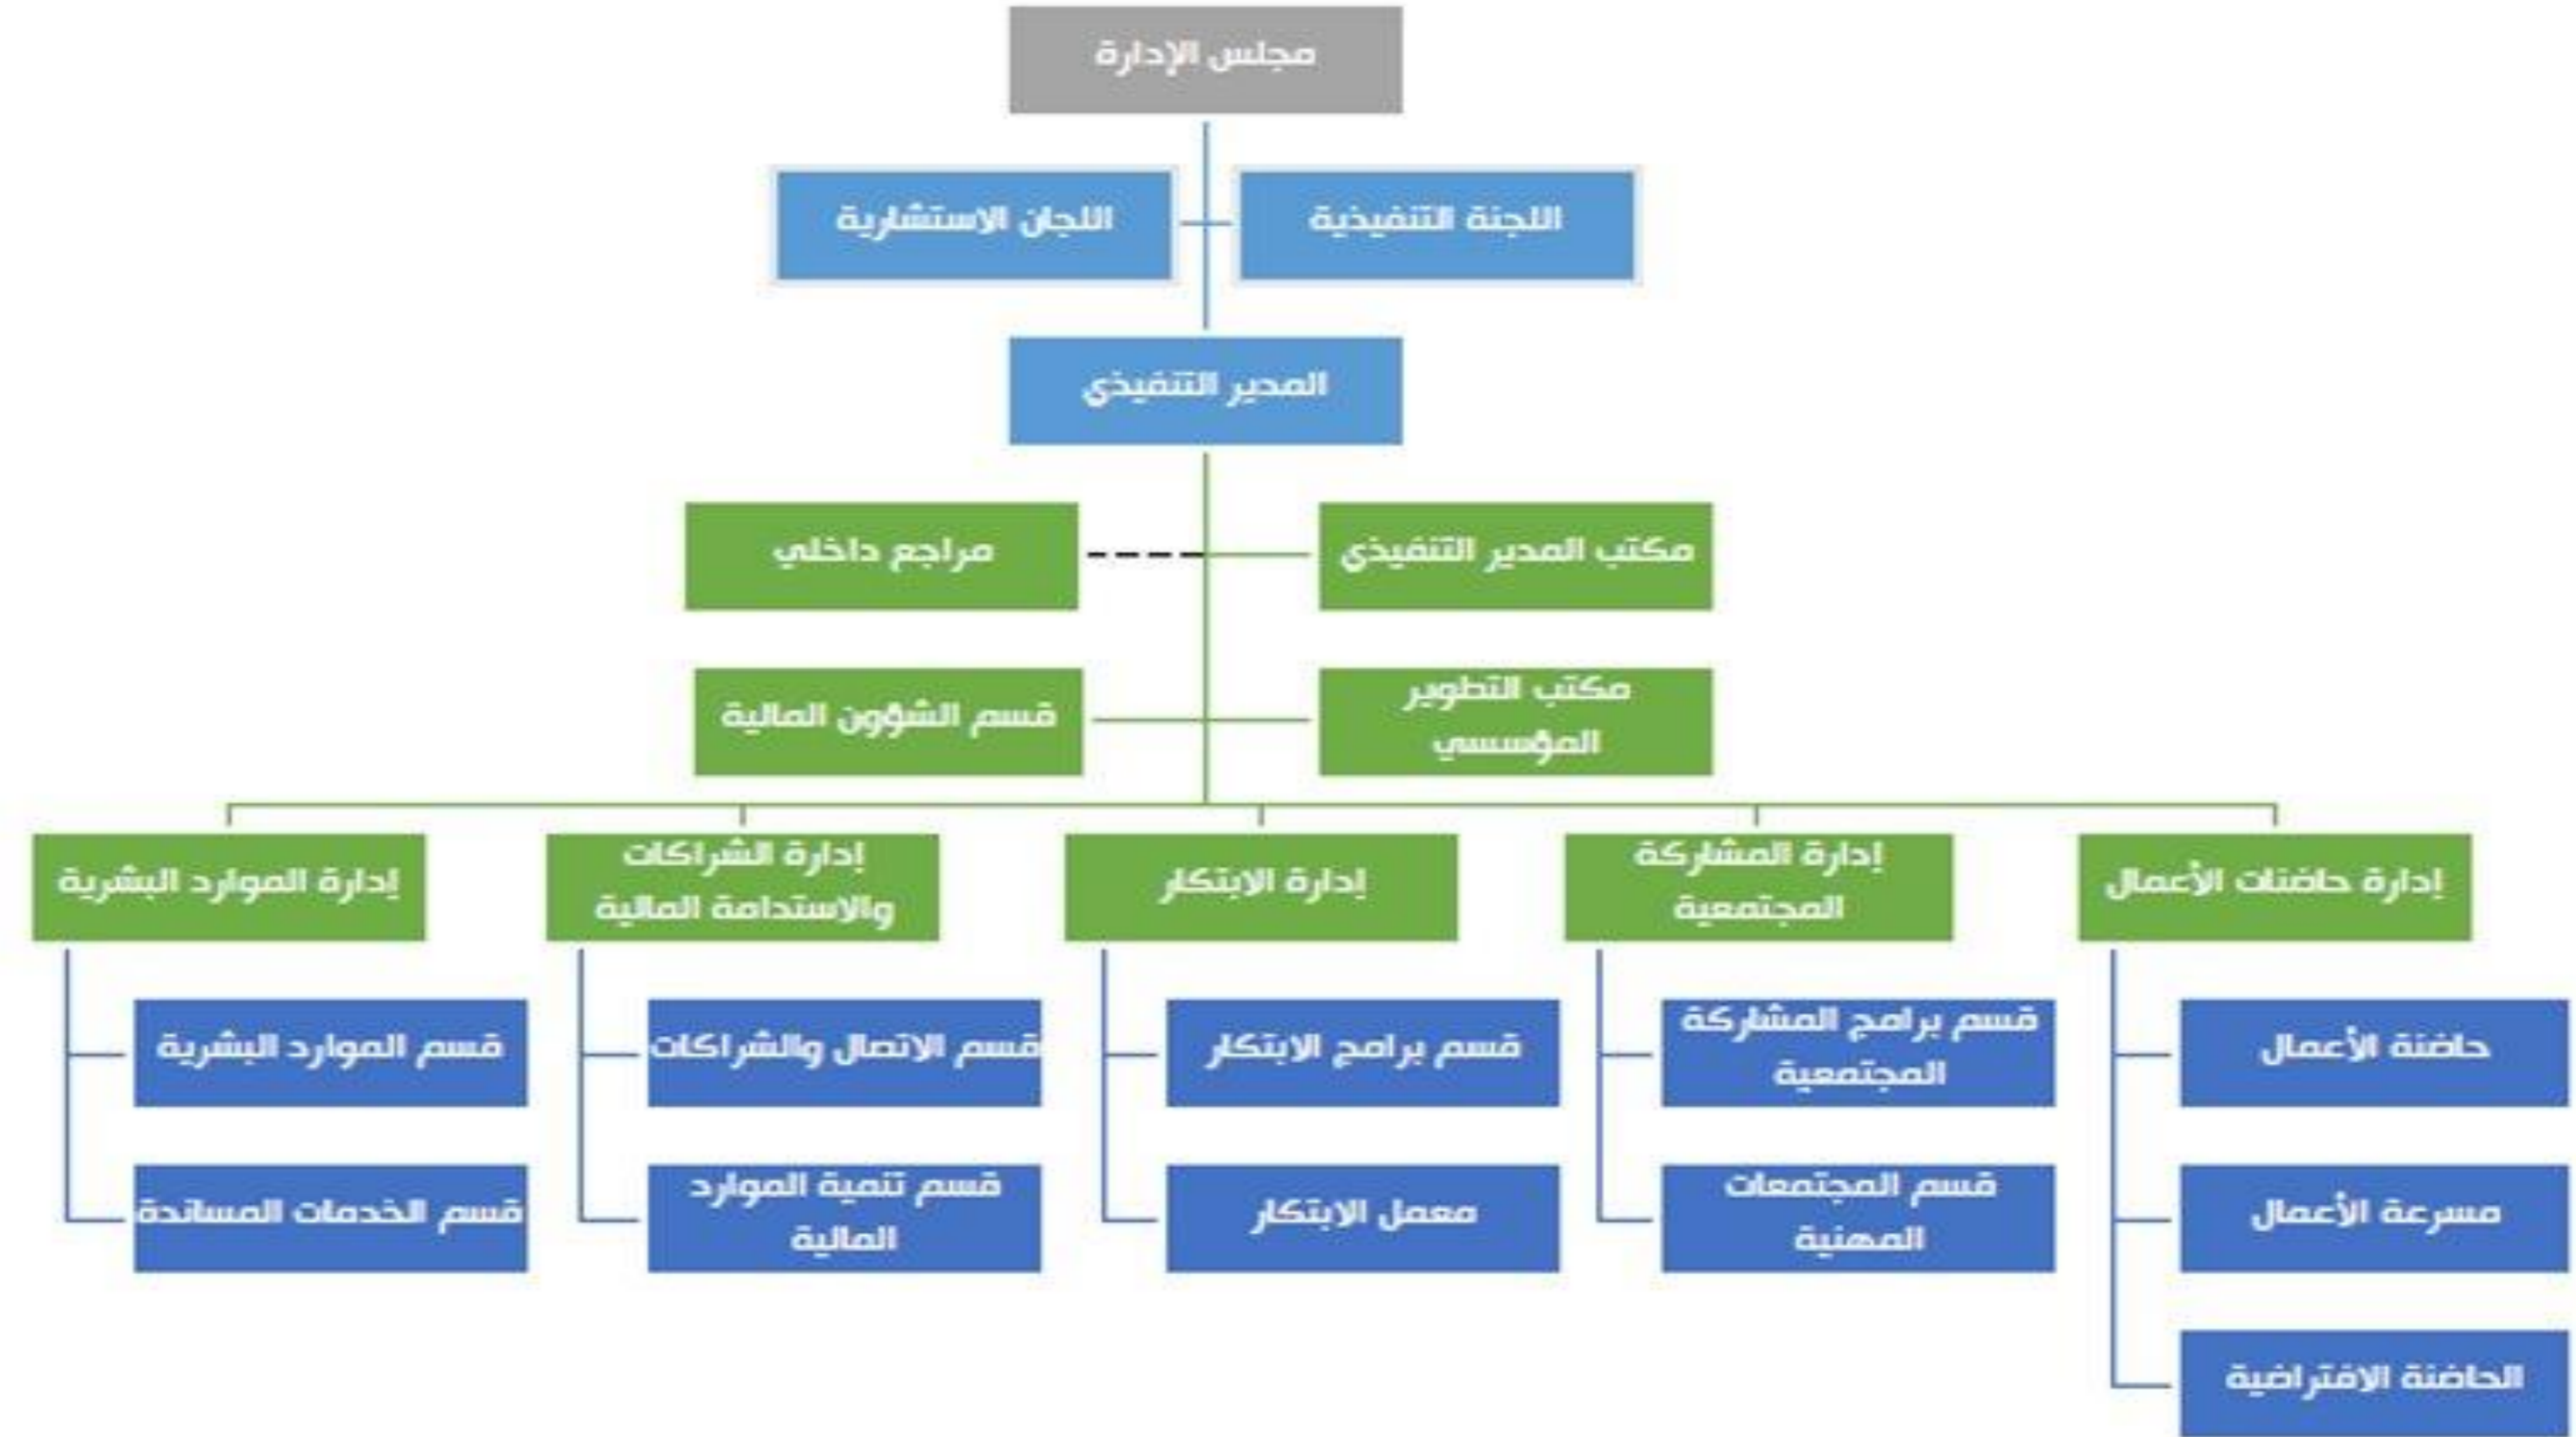 مجلس الإدارة
اللجنة التنفيذية
اللجان الاستشارية
المدير التنفيذي
مكتب المدير التنفيذي
مراجع داخلي
مكتب التطوير
المؤسسي
قسم الشؤون المالية
إدارة حاضنات الأعمال
إدارة المشاركة
المجتمعية
إدارة الابتكار
إدارة الشراكات
والاستدامة المالية
إدارة الموارد البشرية
حاضنة الأعمال
مسرعة الأعمال
الحاضنة الافتراضية
قسم برامج المشاركة
المجتمعية
قسم المجتمعات
المهنية
قسم برامج الابتكار
معمل الابتكار
قسم الاتصال والشراكات
قسم تنمية الموارد
المالية
قسم الموارد البشرية
قسم الخدمات المساندة